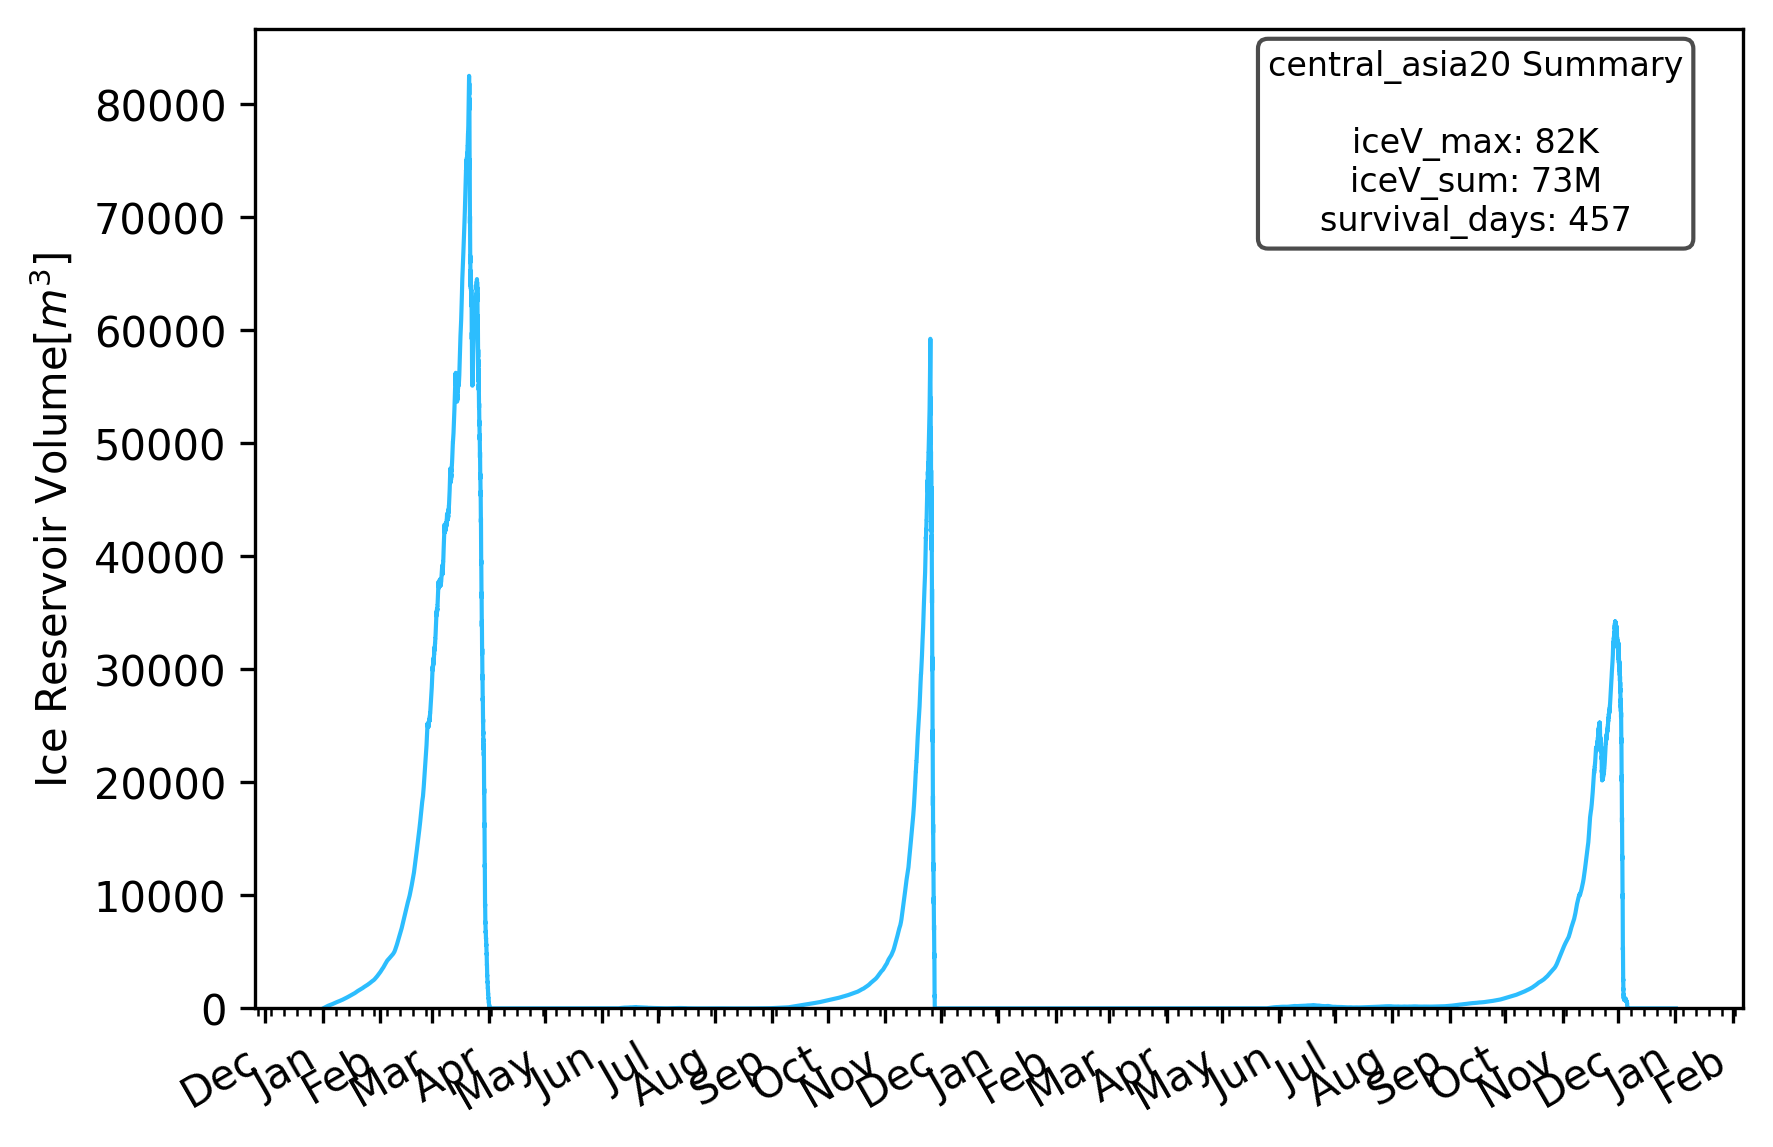 central_asia20 Summary
iceV_max: 82K
iceV_sum: 73M
survival_days: 457
Ice Reservoir Volume[m³]
80000
70000
60000
50000
40000
30000
20000
10000
0
Dec
Jan
Feb
Mar
Apr
May
Jun
Jul
Aug
Sep
Oct
Nov
Dec
Jan
Feb
Mar
Apr
May
Jun
Jul
Aug
Sep
Oct
Nov
Dec
Jan
Feb